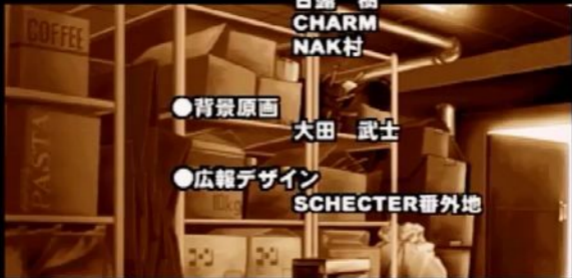 COFFEE
CHARM
NAK村
●背景原画
大田 武士
PASTA
●広報デザイン
10kg
SCHECTER番外地